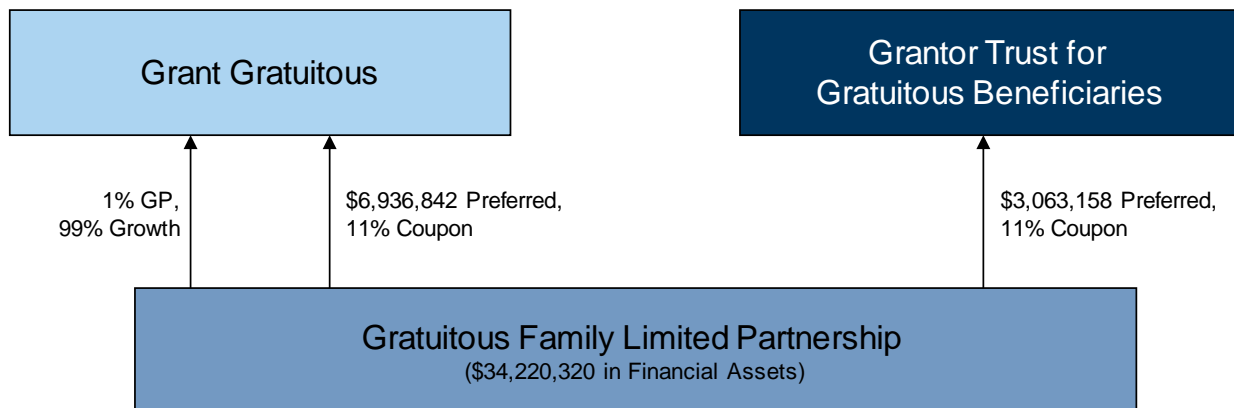 Grant Gratuitous
Grantor Trust for
Gratuitous Beneficiaries
1% GP,
99% Growth
$6,936,842 Preferred,
11% Coupon
$3,063,158 Preferred,
11% Coupon
Gratuitous Family Limited Partnership
($34,220,320 in Financial Assets)